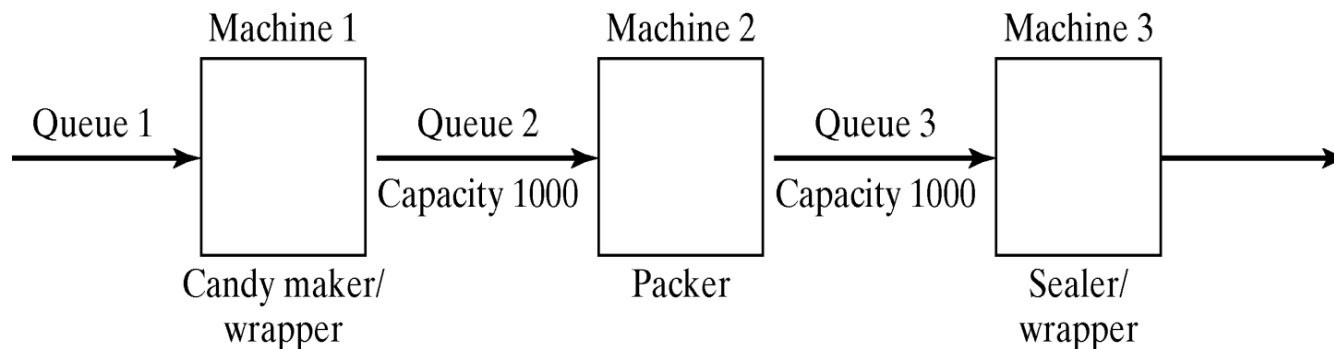 Machine 1
Machine 2
Machine 3
Queue 1
Queue 2
Queue 3
Capacity 1000
Capacity 1000
Candy maker/
wrapper
Packer
Sealer/
wrapper